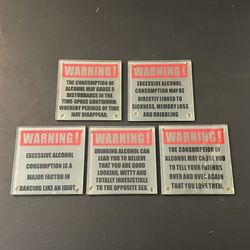 WARNING!
THE CONSUMPTION OF
ALCOHOL MAY CAUSE A
DISTURBANCE IN THE
TIME-SPACE CONTINUUM,
WHEREBY PERIODS OF TIME
MAY DISAPPEAR.
WARNING!
EXCESSIVE ALCOHOL
CONSUMPTION MAY BE
DIRECTLY LINKED TO
SICKNESS, MEMORY LOSS
AND DRIBBLING
WARNING!
EXCESSIVE ALCOHOL
CONSUMPTION IS A
MAJOR FACTOR IN
DANCING LIKE AN IDIOT.
WARNING!
DRINKING ALCOHOL CAN
LEAD YOU TO BELIEVE
THAT YOU ARE GOOD
LOOKING, WITTY AND
TOTALLY IRRESISTIBLE
TO THE OPPOSITE SEX.
WARNING!
THE CONSUMPTION OF
ALCOHOL MAY CAUSE YOU
TO TELL YOUR FRIENDS
OVER AND OVER AGAIN
THAT YOU LOVE THEM.